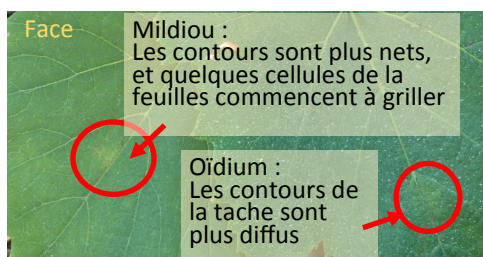 Face
Mildiou :
Les contours sont plus nets,
et quelques cellules de la
feuilles commencent à griller
Oïdium :
Les contours de
la tache sont
plus diffus